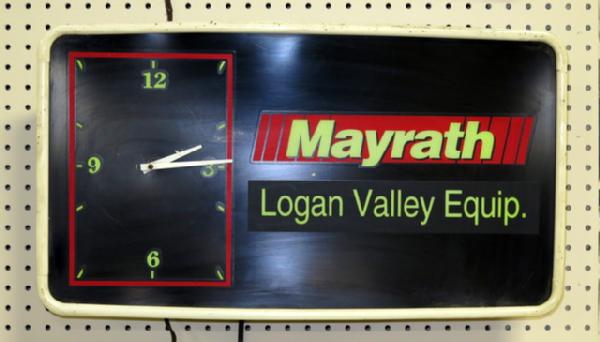 12
9 3
6
Mayrath
Logan Valley Equip.